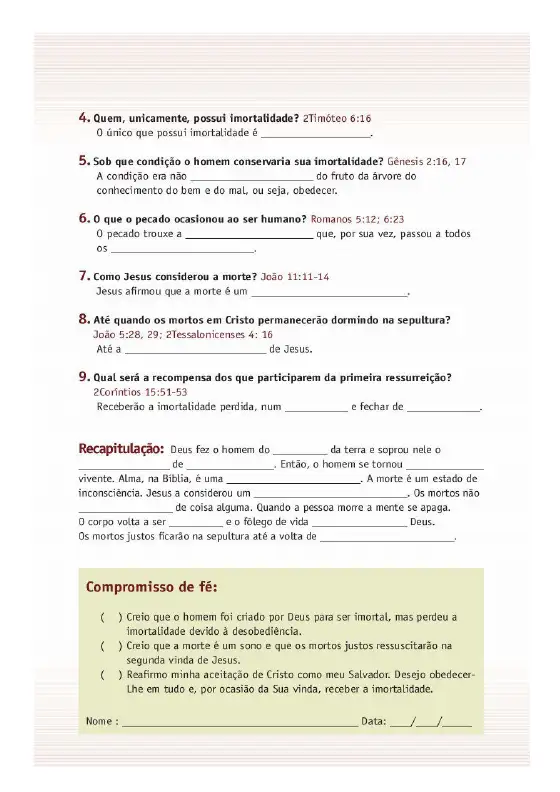 4. Quem, unicamente, possui imortalidade? 2Timóteo 6:16
O único que possui imortalidade é ____________________.
5. Sob que condição o homem conservaria sua imortalidade? Gênesis 2:16, 17
A condição era não ______________________ do fruto da árvore do
conhecimento do bem e do mal, ou seja, obedecer.
6. O que o pecado ocasionou ao ser humano? Romanos 5:12; 6:23
O pecado trouxe a _______________________ que, por sua vez, passou a todos
os __________________________.
7. Como Jesus considerou a morte? João 11:11-14
Jesus afirmou que a morte é um ____________________________.
8. Até quando os mortos em Cristo permanecerão dormindo na sepultura?
João 5:28, 29; 2Tessalonicenses 4: 16
Até a _________________________ de Jesus.
9. Qual será a recompensa dos que participarem da primeira ressurreição?
2Coríntios 15:51-53
Receberão a imortalidade perdida, num ___________ e fechar de _____________.
Recapitulação: Deus fez o homem do __________ da terra e soprou nele o
________________ de ________________. Então, o homem se tornou ______________
vivente. Alma, na Bíblia, é uma ________________________. A morte é um estado de
inconsciência. Jesus a considerou um ____________________________. Os mortos não
_________________ de coisa alguma. Quando a pessoa morre a mente se apaga.
O corpo volta a ser __________ e o fôlego de vida _________________ Deus.
Os mortos justos ficarão na sepultura até a volta de ________________________.
Compromisso de fé:
( ) Creio que o homem foi criado por Deus para ser imortal, mas perdeu a
imortalidade devido à desobediência.
( ) Creio que a morte é um sono e que os mortos justos ressuscitarão na
segunda vinda de Jesus.
( ) Reafirmo minha aceitação de Cristo como meu Salvador. Desejo obedecer-
Lhe em tudo e, por ocasião da Sua vinda, receber a imortalidade.
Nome : __________________________________________ Data: ____/____/_____